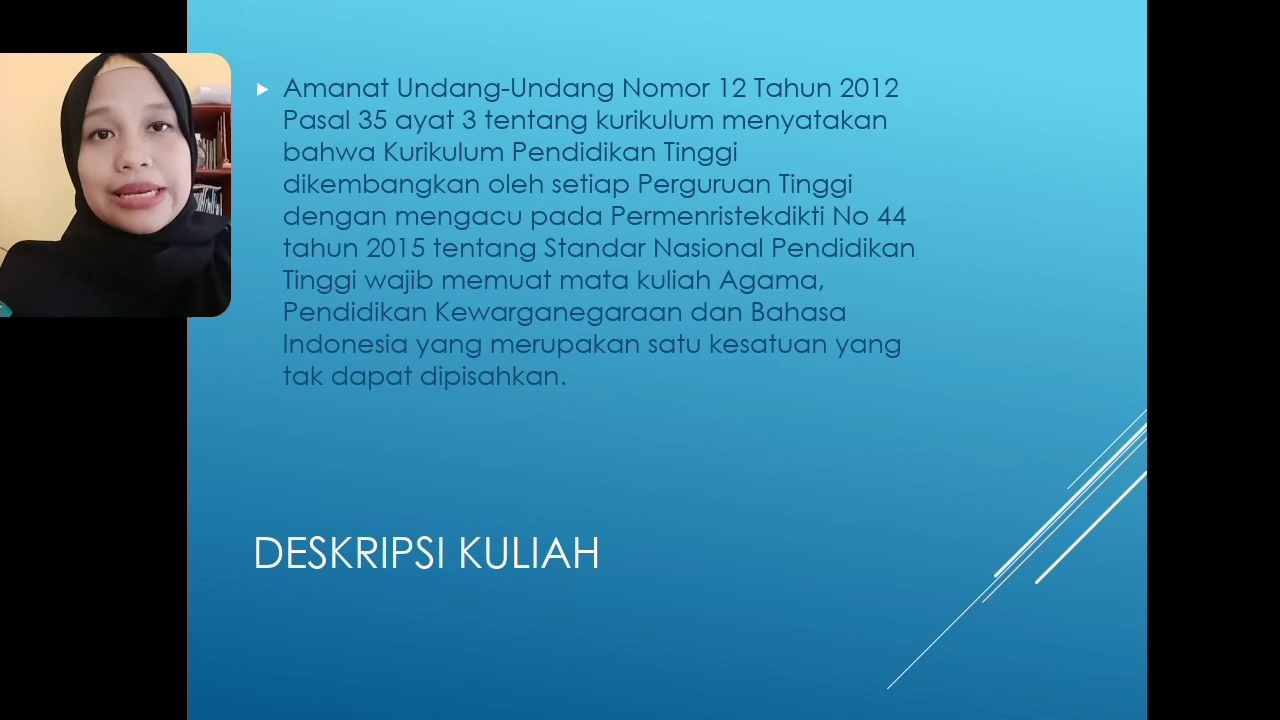 Amanat Undang-Undang Nomor 12 Tahun 2012
Pasal 35 ayat 3 tentang kurikulum menyatakan
bahwa Kurikulum Pendidikan Tinggi
dikembangkan oleh setiap Perguruan Tinggi
dengan mengacu pada Permenristekdikti No 44
tahun 2015 tentang Standar Nasional Pendidikan
Tinggi wajib memuat mata kuliah Agama,
Pendidikan Kewarganegaraan dan Bahasa
Indonesia yang merupakan satu kesatuan yang
tak dapat dipisahkan.
DESKRIPSI KULIAH